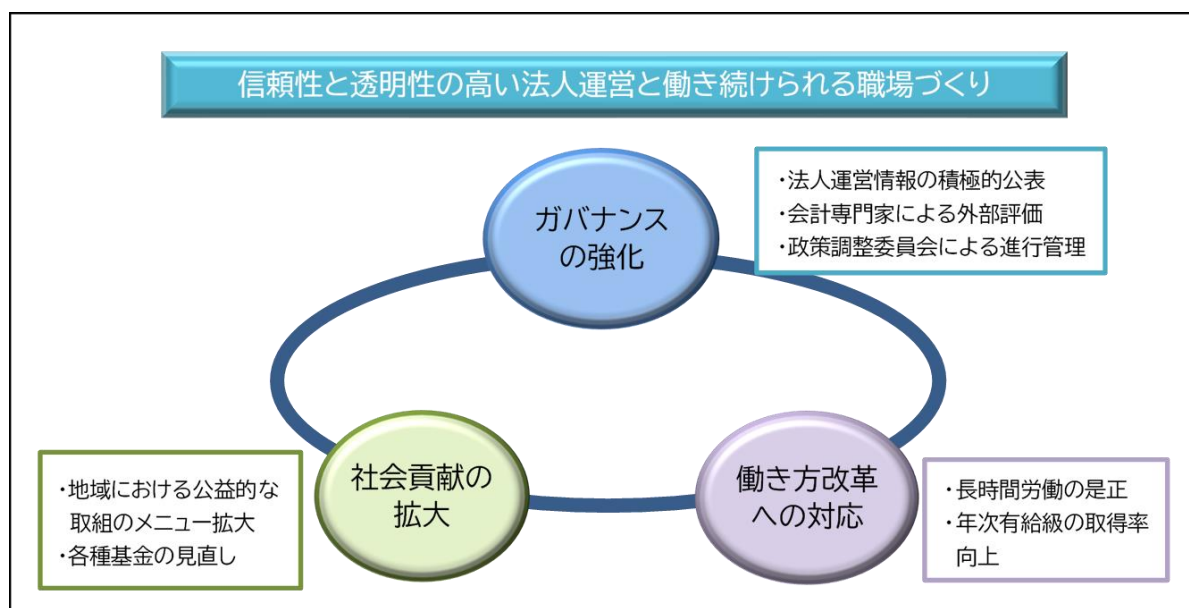 信頼性と透明性の高い法人運営と働き続けられる職場づくり
ガバナンス
の強化
・法人運営情報の積極的公表
・会計専門家による外部評価
・政策調整委員会による進行管理
社会貢献の
拡大
・地域における公益的な
取組のメニュー拡大
・各種基金の見直し
働き方改革
への対応
・長時間労働の是正
・年次有給級の取得率
向上